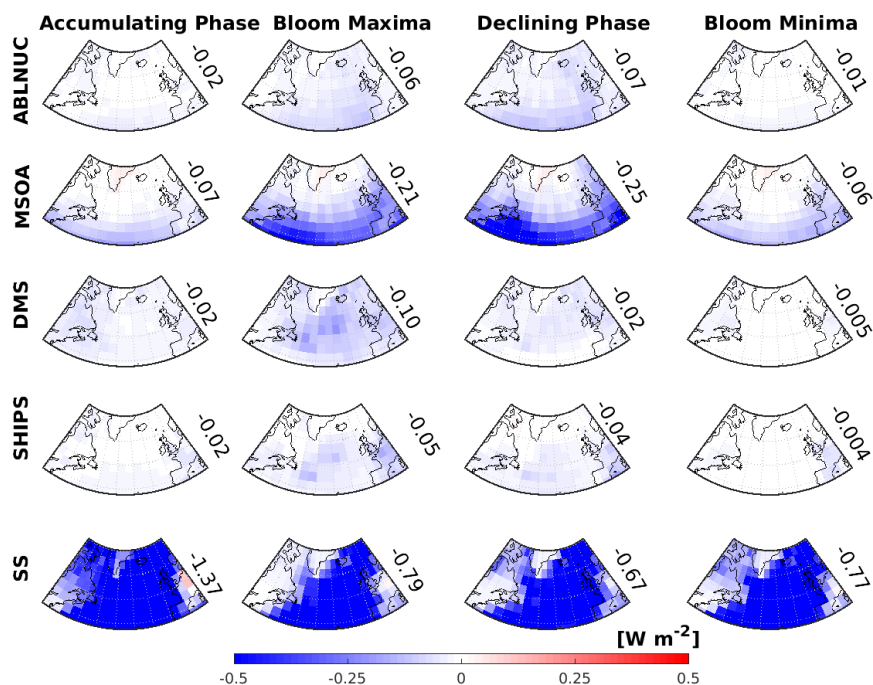 Accumulating Phase Bloom Maxima Declining Phase Bloom Minima
ABLNUC -0.02 -0.06 -0.07 -0.01
MSOA -0.07 -0.21 -0.25 -0.06
DMS -0.02 -0.10 -0.02 -0.005
SHIPS -0.02 -0.05 -0.04 -0.004
SS -1.37 -0.79 -0.67 -0.77
[W m⁻²]
-0.5 -0.25 0 0.25 0.5